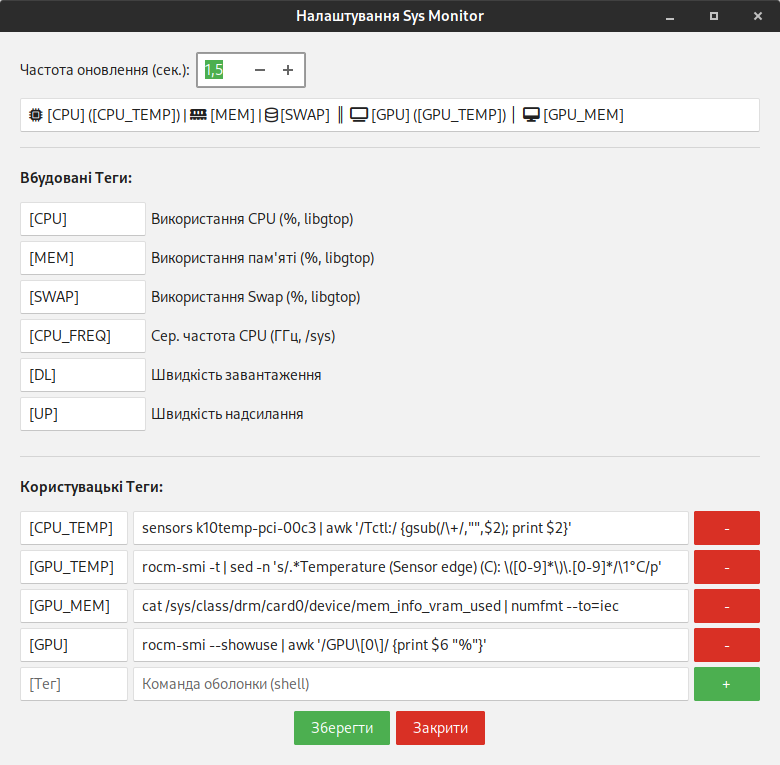 Налаштування Sys Monitor
Частота оновлення (сек.): 1,5 − +
[CPU] ([CPU_TEMP]) | [MEM] | [SWAP] ║ [GPU] ([GPU_TEMP]) │ [GPU_MEM]
Вбудовані Теги:
[CPU] Використання CPU (%, libgtop)
[MEM] Використання пам'яті (%, libgtop)
[SWAP] Використання Swap (%, libgtop)
[CPU_FREQ] Сер. частота CPU (ГГц, /sys)
[DL] Швидкість завантаження
[UP] Швидкість надсилання
Користувацькі Теги:
[CPU_TEMP] sensors k10temp-pci-00c3 | awk '/Tctl:/ {gsub(/\+/,"",$2); print $2}' -
[GPU_TEMP] rocm-smi -t | sed -n 's/.*Temperature (Sensor edge) (C): \([0-9]*\)\.[0-9]*/\1°C/p' -
[GPU_MEM] cat /sys/class/drm/card0/device/mem_info_vram_used | numfmt --to=iec -
[GPU] rocm-smi --showuse | awk '/GPU\[0\]/ {print $6 "%"}' -
[Тег] Команда оболонки (shell) +
Зберегти Закрити